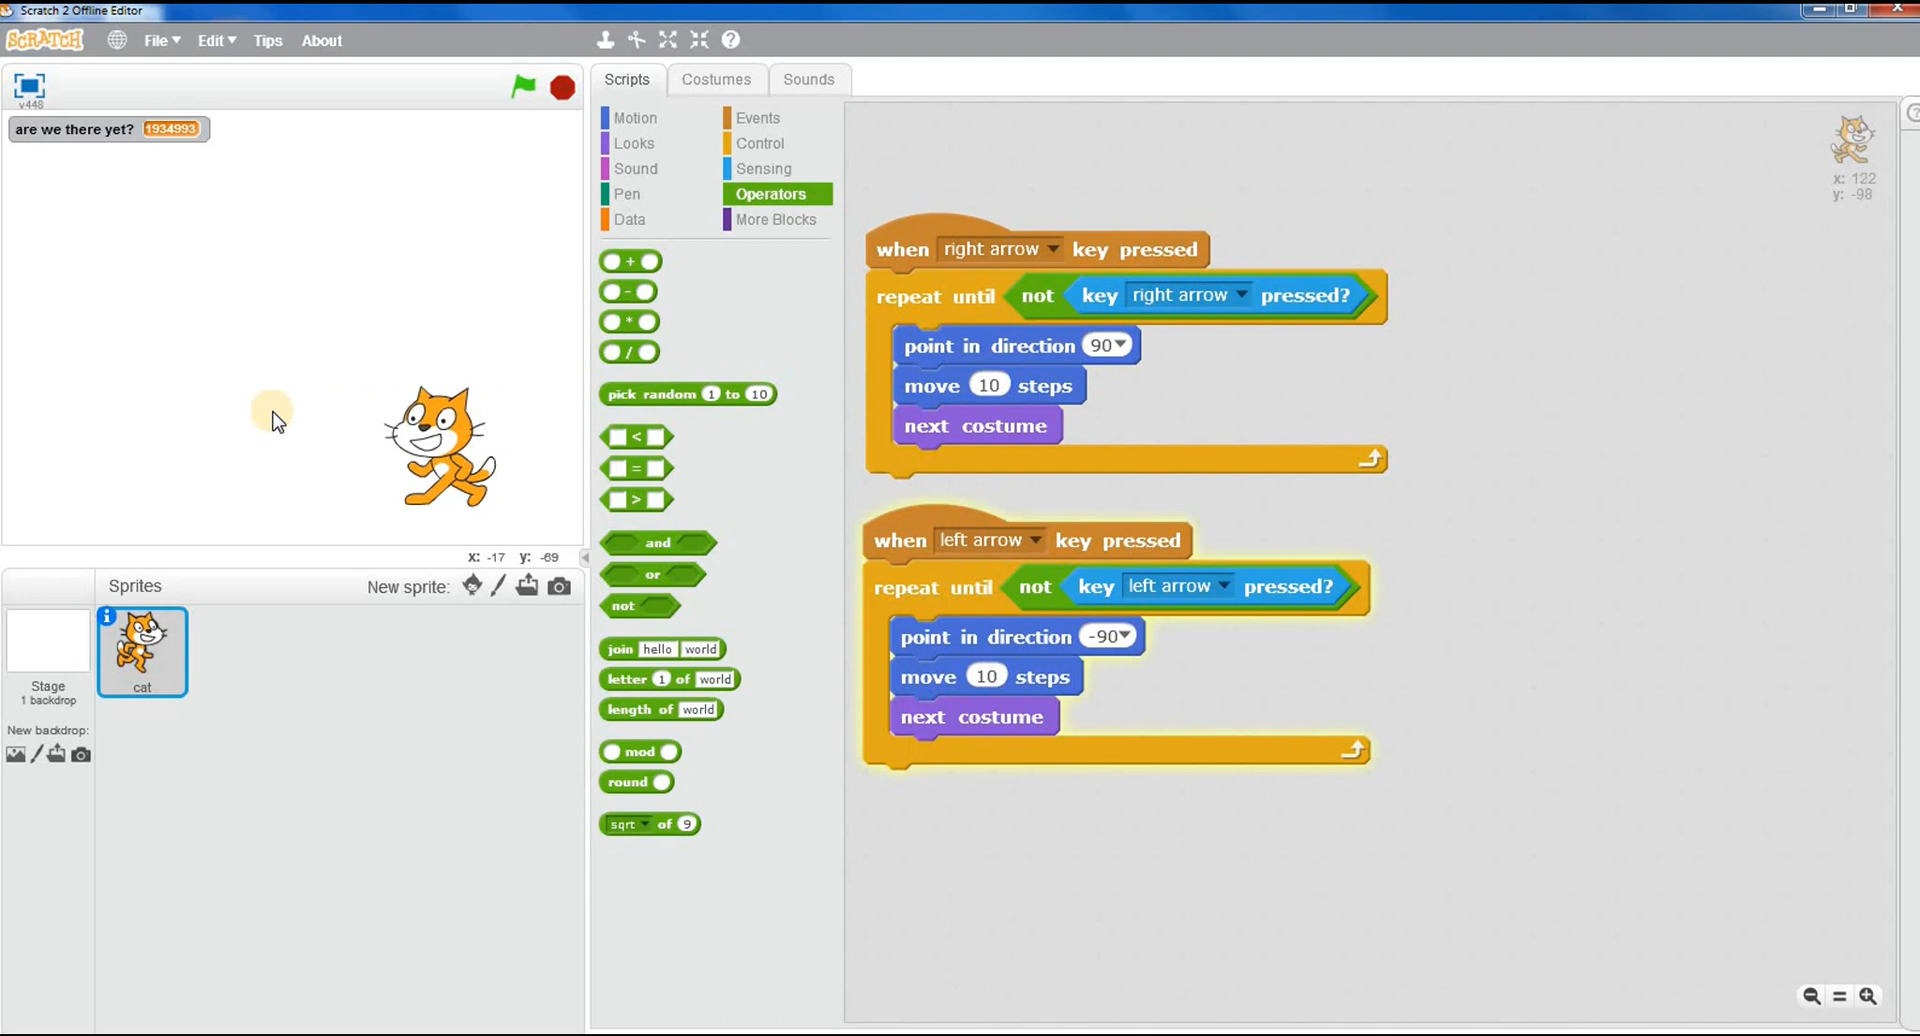 Scratch 2 Offline Editor
SCRATCH File Edit Tips About
v448
are we there yet? 1934993
x: -17 y: -69
Sprites New sprite:
cat
Stage
1 backdrop
New backdrop:
Scripts Costumes Sounds
Motion Events
Looks Control
Sound Sensing
Pen Operators
Data More Blocks
+
-
*
/
pick random 1 to 10
<
=
>
and
or
not
join hello world
letter 1 of world
length of world
mod
round
sqrt of 9
x: 122
y: -98
when right arrow key pressed
repeat until not key right arrow pressed?
point in direction 90
move 10 steps
next costume
when left arrow key pressed
repeat until not key left arrow pressed?
point in direction -90
move 10 steps
next costume